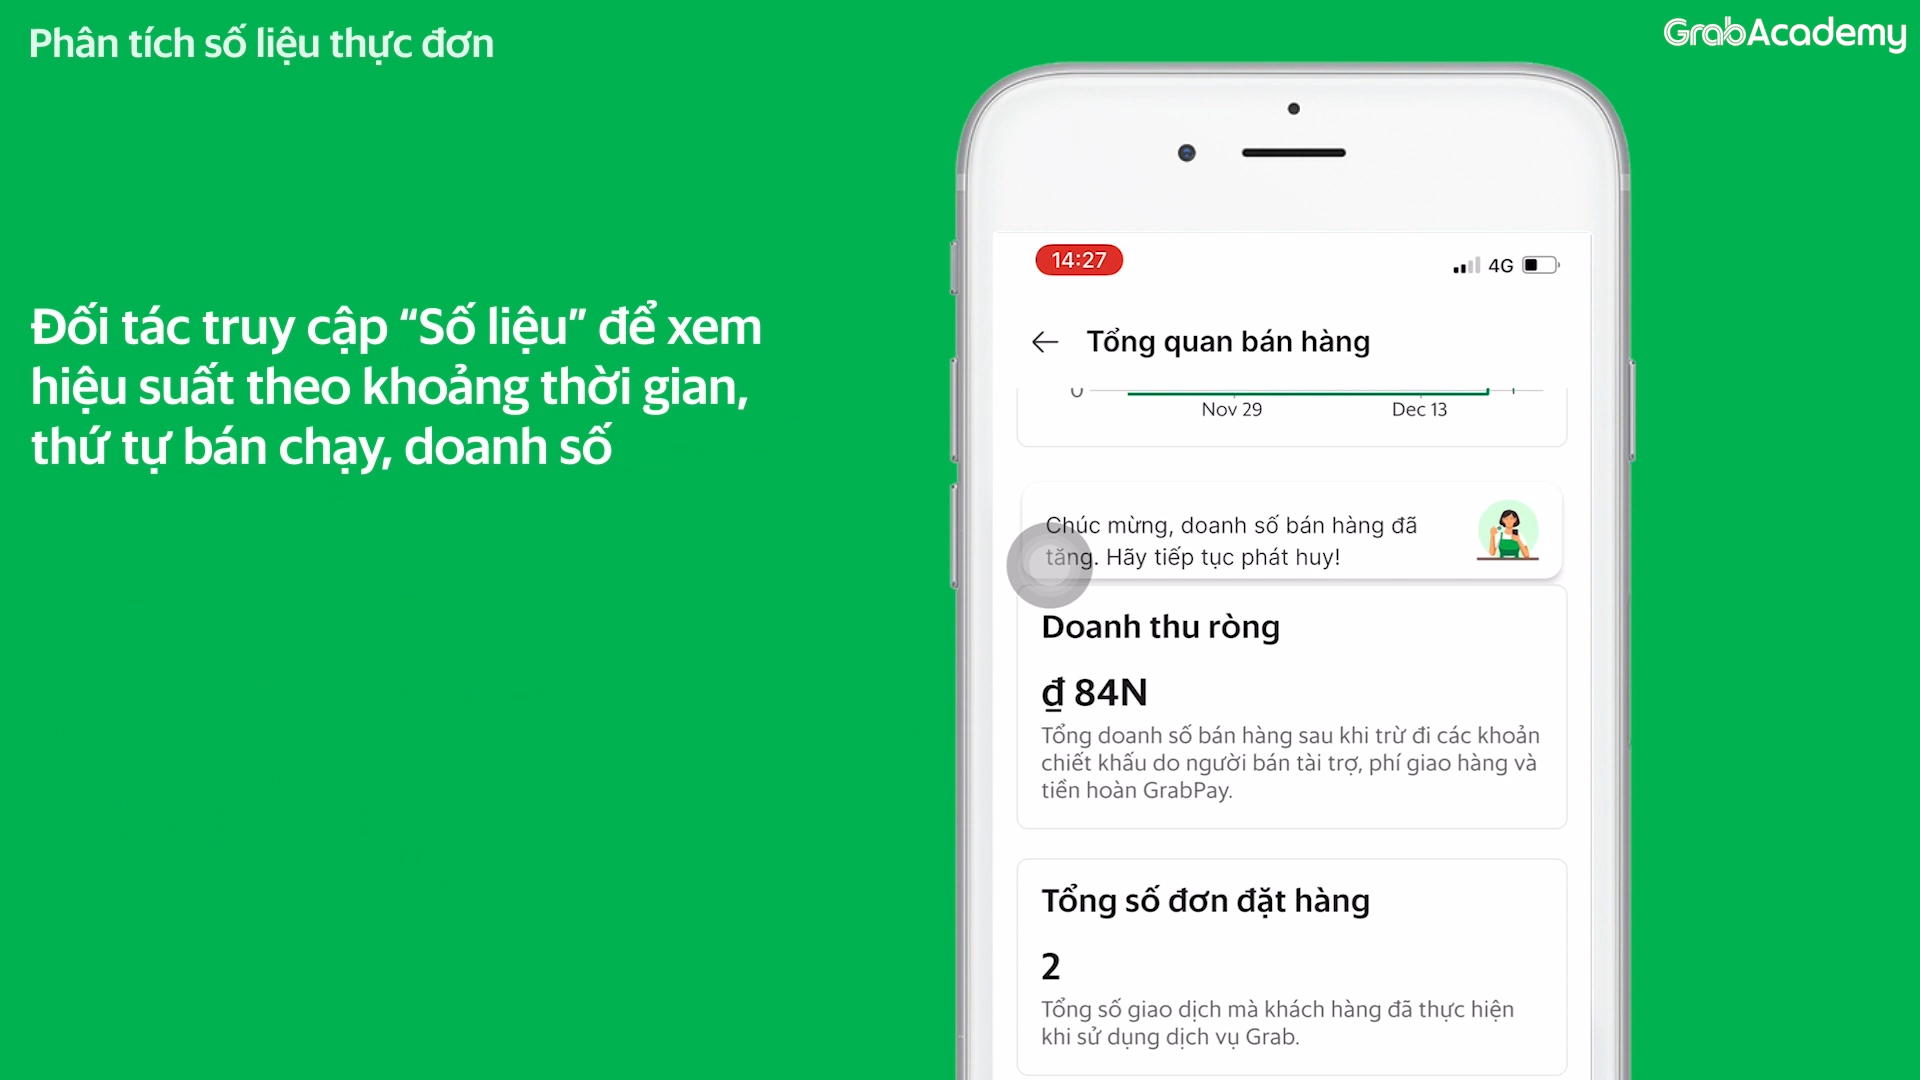 Phân tích số liệu thực đơn
GrabAcademy
Đối tác truy cập “Số liệu” để xem
hiệu suất theo khoảng thời gian,
thứ tự bán chạy, doanh số
14:27
4G
Tổng quan bán hàng
0
Nov 29
Dec 13
Chúc mừng, doanh số bán hàng đã
tăng. Hãy tiếp tục phát huy!
Doanh thu ròng
₫ 84N
Tổng doanh số bán hàng sau khi trừ đi các khoản
chiết khấu do người bán tài trợ, phí giao hàng và
tiền hoàn GrabPay.
Tổng số đơn đặt hàng
2
Tổng số giao dịch mà khách hàng đã thực hiện
khi sử dụng dịch vụ Grab.